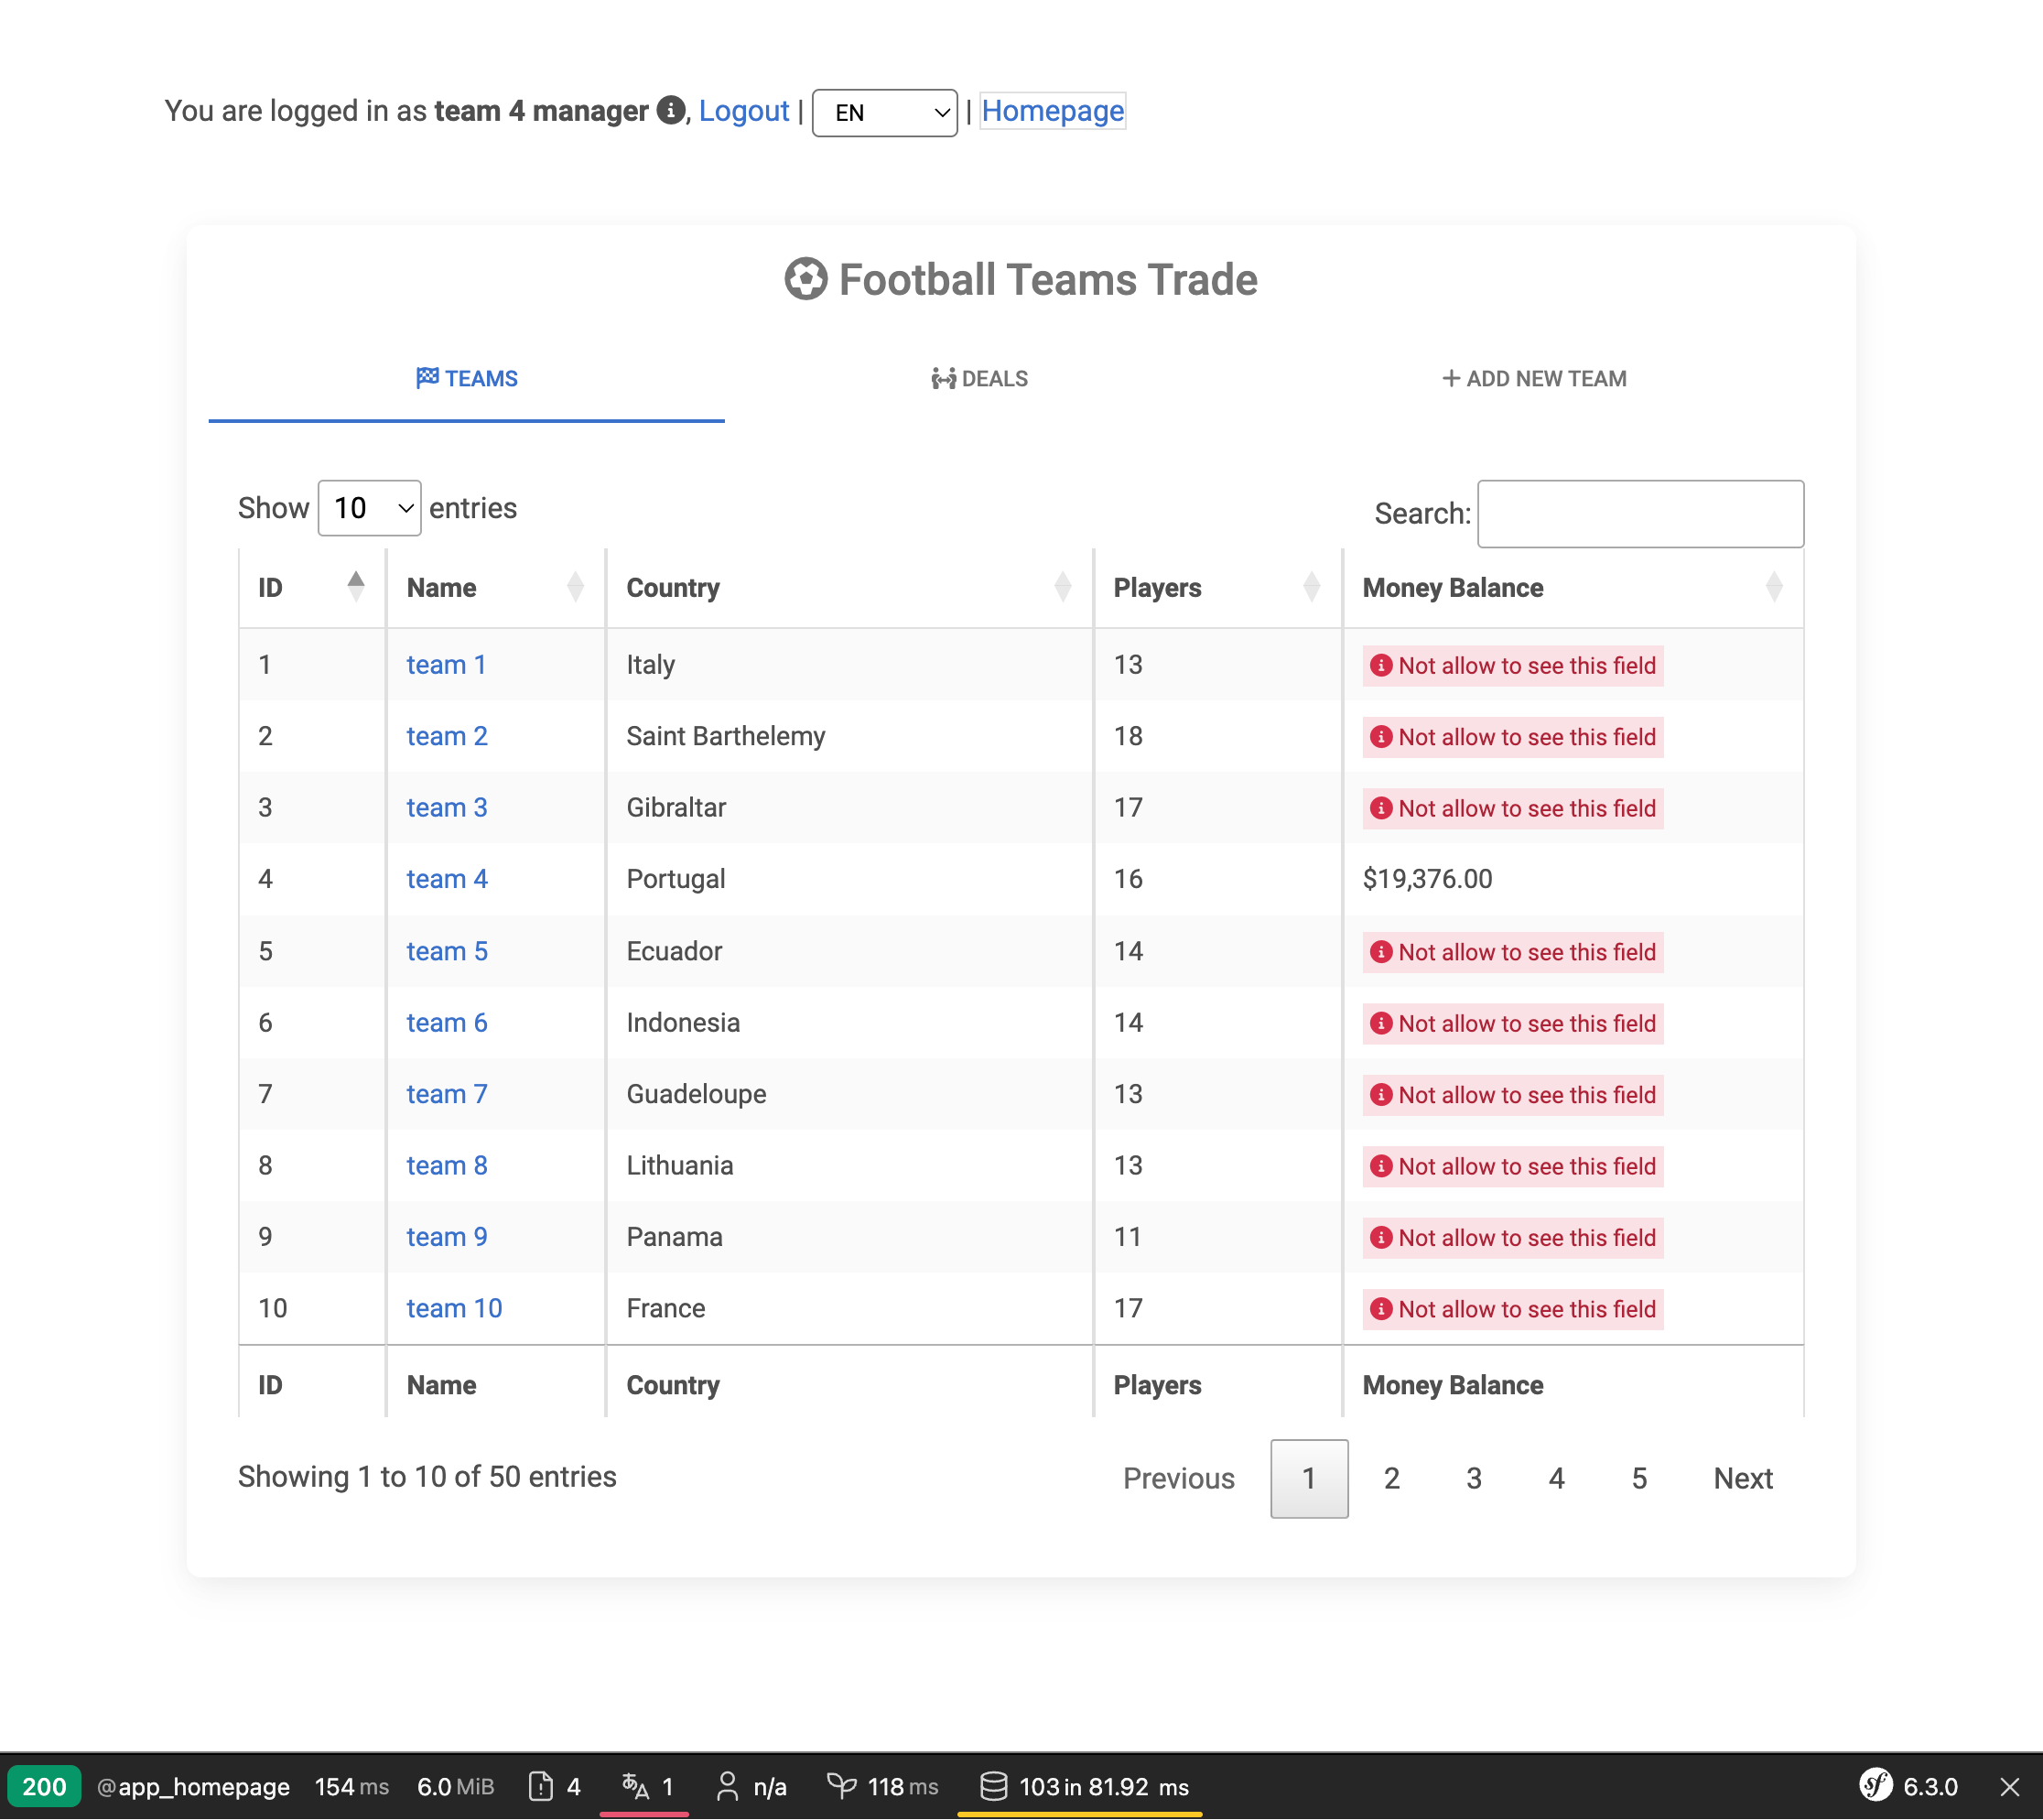 You are logged in as team 4 manager , Logout | EN | Homepage
Football Teams Trade
TEAMS DEALS + ADD NEW TEAM
Show 10 entries Search:
ID Name Country Players Money Balance
1 team 1 Italy 13 Not allow to see this field
2 team 2 Saint Barthelemy 18 Not allow to see this field
3 team 3 Gibraltar 17 Not allow to see this field
4 team 4 Portugal 16 $19,376.00
5 team 5 Ecuador 14 Not allow to see this field
6 team 6 Indonesia 14 Not allow to see this field
7 team 7 Guadeloupe 13 Not allow to see this field
8 team 8 Lithuania 13 Not allow to see this field
9 team 9 Panama 11 Not allow to see this field
10 team 10 France 17 Not allow to see this field
ID Name Country Players Money Balance
Showing 1 to 10 of 50 entries Previous 1 2 3 4 5 Next
200 @app_homepage 154 ms 6.0 MiB 4 1 n/a 118 ms 103 in 81.92 ms sf 6.3.0